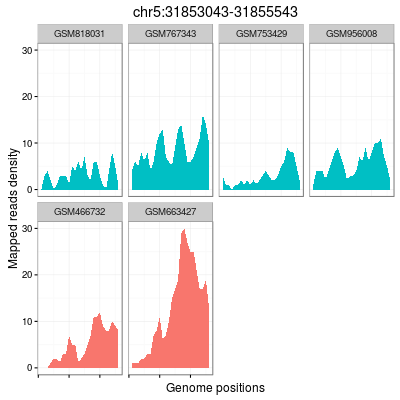 chr5:31853043-31855543
GSM818031 GSM767343 GSM753429 GSM956008
30
20
10
0
Mapped reads density
GSM466732 GSM663427
30
20
10
0
Genome positions